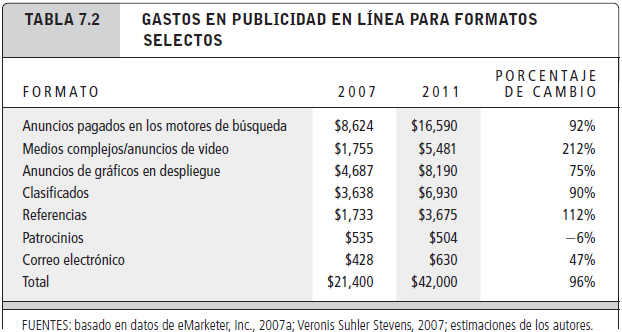 TABLA 7.2 GASTOS EN PUBLICIDAD EN LÍNEA PARA FORMATOS
SELECTOS
PORCENTAJE
FORMATO 2007 2011 DE CAMBIO
Anuncios pagados en los motores de búsqueda $8,624 $16,590 92%
Medios complejos/anuncios de video $1,755 $5,481 212%
Anuncios de gráficos en despliegue $4,687 $8,190 75%
Clasificados $3,638 $6,930 90%
Referencias $1,733 $3,675 112%
Patrocinios $535 $504 −6%
Correo electrónico $428 $630 47%
Total $21,400 $42,000 96%
FUENTES: basado en datos de eMarketer, Inc., 2007a; Veronis Suhler Stevens, 2007; estimaciones de los autores.